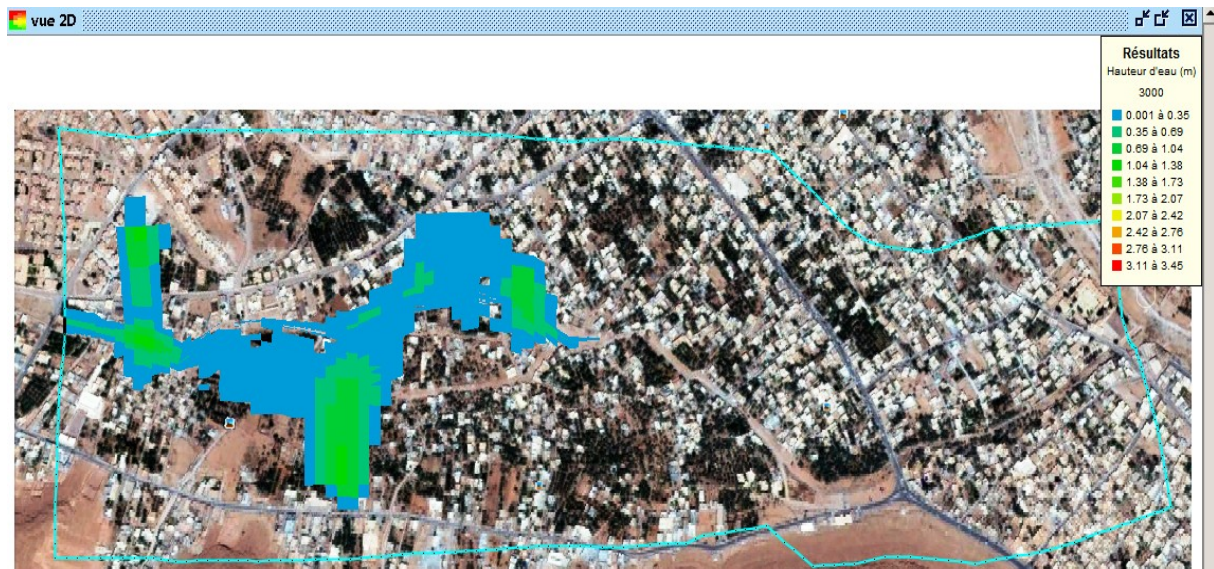 vue 2D
Résultats
Hauteur d'eau (m)
3000
0.001 à 0.35
0.35 à 0.69
0.69 à 1.04
1.04 à 1.38
1.38 à 1.73
1.73 à 2.07
2.07 à 2.42
2.42 à 2.76
2.76 à 3.11
3.11 à 3.45